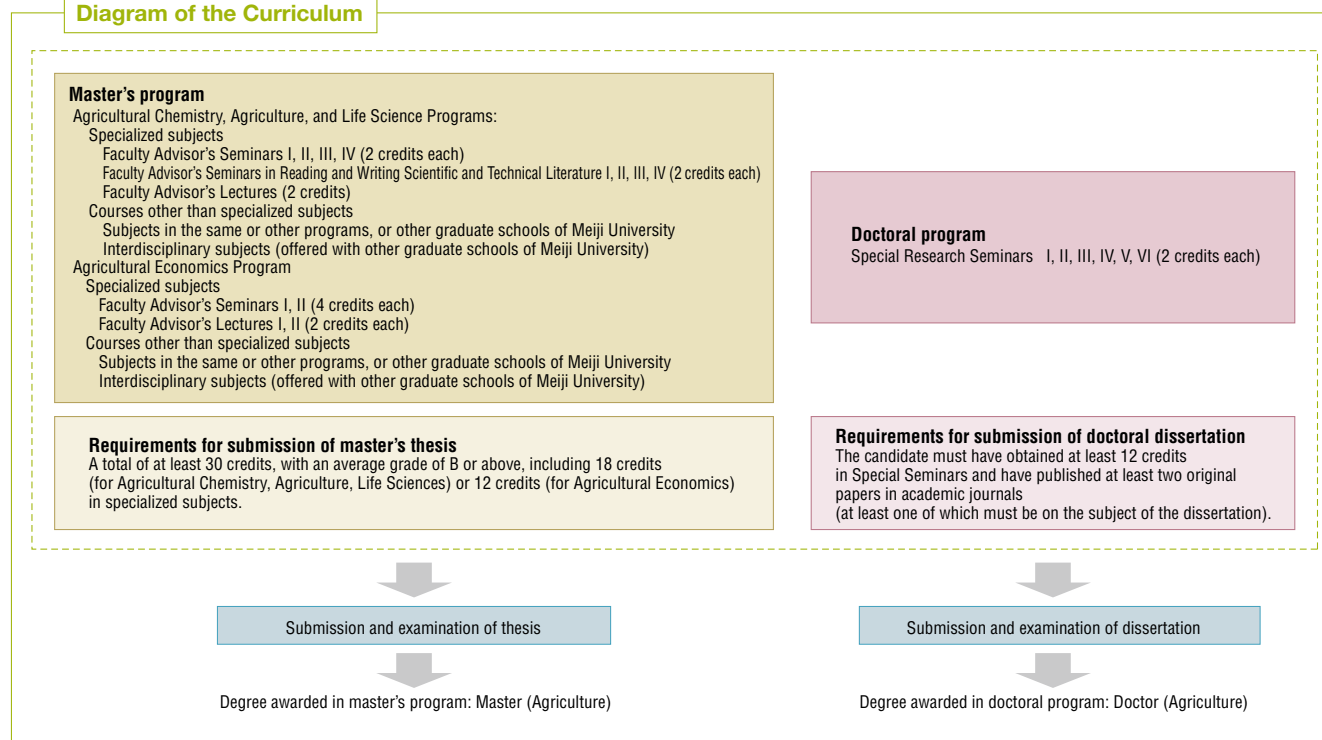 Diagram of the Curriculum
Master's program
Agricultural Chemistry, Agriculture, and Life Science Programs:
Specialized subjects
Faculty Advisor's Seminars I, II, III, IV (2 credits each)
Faculty Advisor's Seminars in Reading and Writing Scientific and Technical Literature I, II, III, IV (2 credits each)
Faculty Advisor's Lectures (2 credits)
Courses other than specialized subjects
Subjects in the same or other programs, or other graduate schools of Meiji University
Interdisciplinary subjects (offered with other graduate schools of Meiji University)
Agricultural Economics Program
Specialized subjects
Faculty Advisor's Seminars I, II (4 credits each)
Faculty Advisor's Lectures I, II (2 credits each)
Courses other than specialized subjects
Subjects in the same or other programs, or other graduate schools of Meiji University
Interdisciplinary subjects (offered with other graduate schools of Meiji University)
Requirements for submission of master's thesis
A total of at least 30 credits, with an average grade of B or above, including 18 credits
(for Agricultural Chemistry, Agriculture, Life Sciences) or 12 credits (for Agricultural Economics)
in specialized subjects.
Submission and examination of thesis
Degree awarded in master's program: Master (Agriculture)
Doctoral program
Special Research Seminars I, II, III, IV, V, VI (2 credits each)
Requirements for submission of doctoral dissertation
The candidate must have obtained at least 12 credits
in Special Seminars and have published at least two original
papers in academic journals
(at least one of which must be on the subject of the dissertation).
Submission and examination of dissertation
Degree awarded in doctoral program: Doctor (Agriculture)